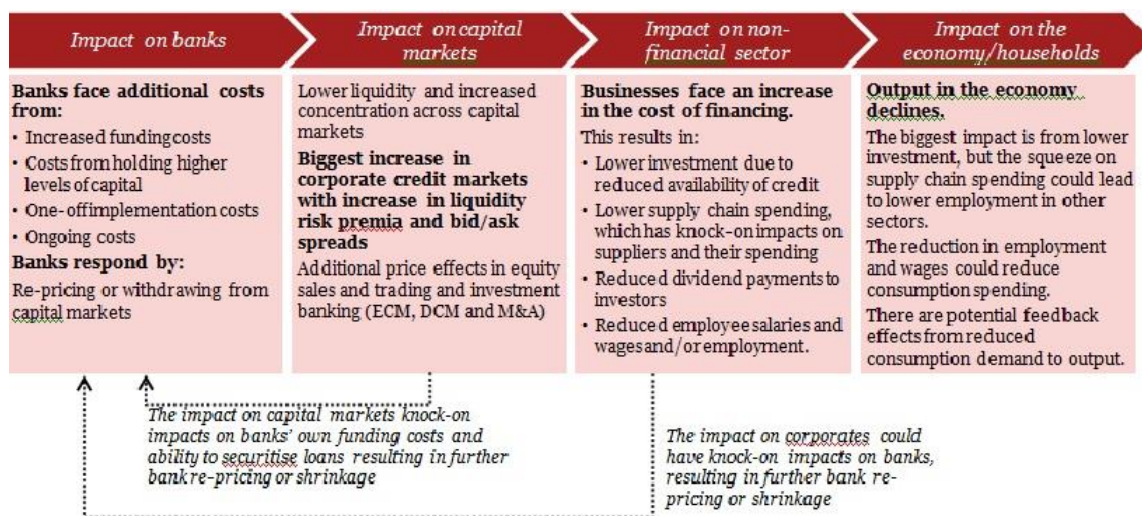 Impact on banks
Impact on capital
markets
Impact on non-
financial sector
Impact on the
economy/households
Banks face additional costs
from:
• Increased funding costs
• Costs from holding higher
levels of capital
• One-off implementation costs
• Ongoing costs
Banks respond by:
Re-pricing or withdrawing from
capital markets
Lower liquidity and increased
concentration across capital
markets
Biggest increase in
corporate credit markets
with increase in liquidity
risk premia and bid/ask
spreads
Additional price effects in equity
sales and trading and investment
banking (ECM, DCM and M&A)
Businesses face an increase
in the cost of financing.
This results in:
• Lower investment due to
reduced availability of credit
• Lower supply chain spending,
which has knock-on impacts on
suppliers and their spending
• Reduced dividend payments to
investors
• Reduced employee salaries and
wages and/or employment.
Output in the economy
declines.
The biggest impact is from lower
investment, but the squeeze on
supply chain spending could lead
to lower employment in other
sectors.
The reduction in employment
and wages could reduce
consumption spending.
There are potential feedback
effects from reduced
consumption demand to output.
The impact on capital markets knock-on
impacts on banks' own funding costs and
ability to securitise loans resulting in further
bank re-pricing or shrinkage
The impact on corporates could
have knock-on impacts on banks,
resulting in further bank re-
pricing or shrinkage